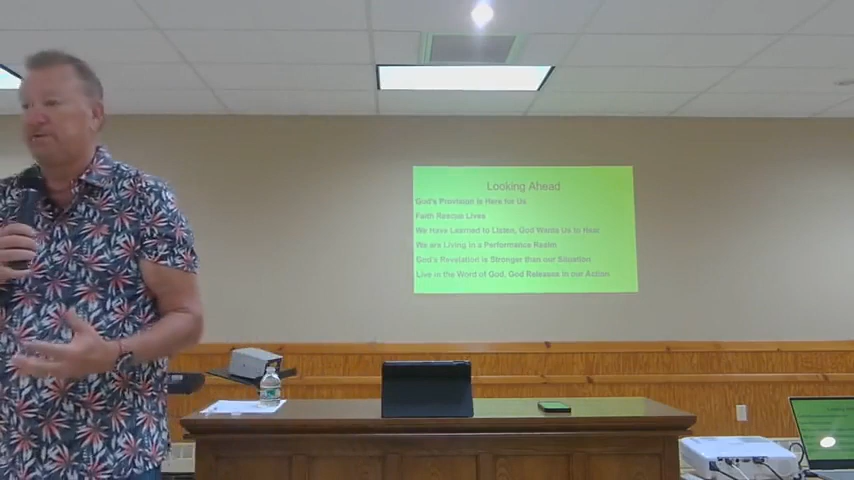 Looking Ahead
God's Provision is Here for Us
Faith Rescue Lives
We Have Learned to Listen, God Wants Us to Hear
We are Living in a Performance Realm
God's Revelation is Stronger than our Situation
Live in the Word of God, God Releases in our Action